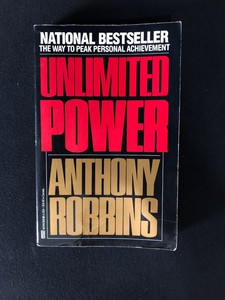 NATIONAL BESTSELLER
THE WAY TO PEAK PERSONAL ACHIEVEMENT
UNLIMITED
POWER
ANTHONY
ROBBINS